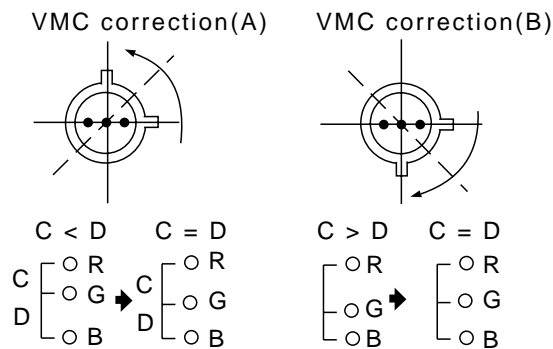 VMC correction(A) VMC correction(B)
C < D C = D C > D C = D
R R R R
C C
G G G G
D D
B B B B